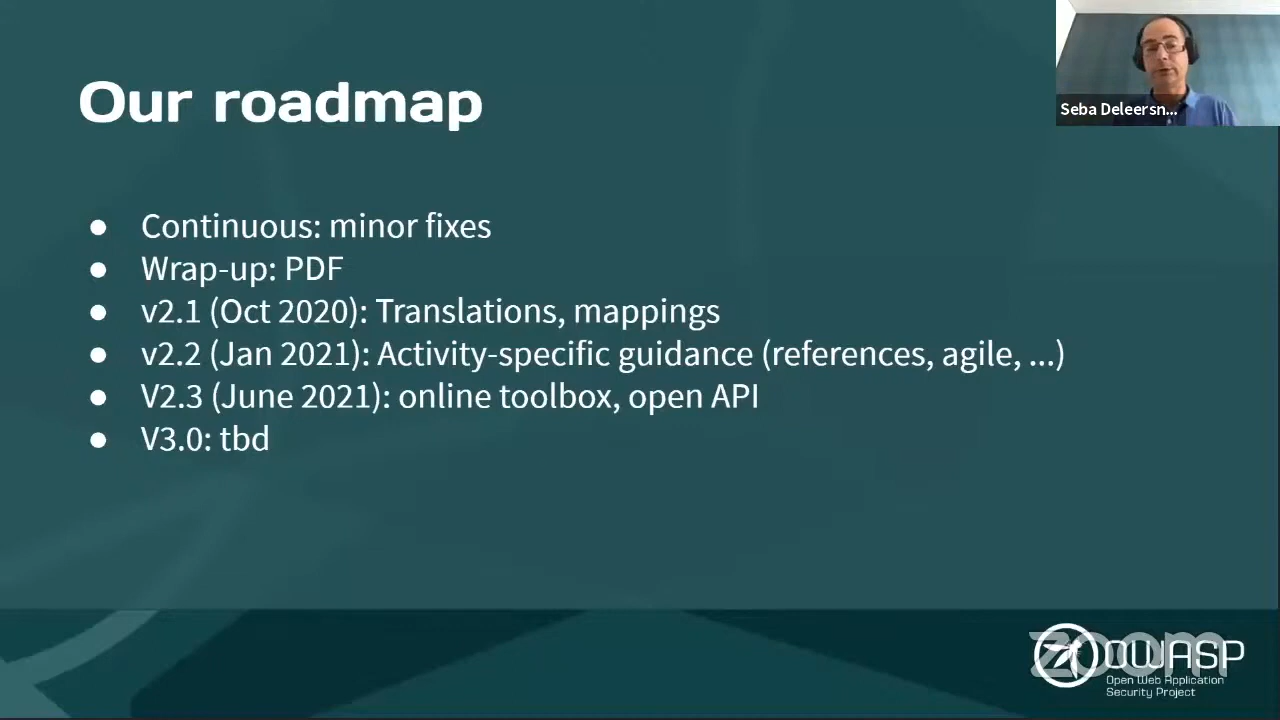 Our roadmap
Seba Deleersn...
● Continuous: minor fixes
● Wrap-up: PDF
● v2.1 (Oct 2020): Translations, mappings
● v2.2 (Jan 2021): Activity-specific guidance (references, agile, ...)
● V2.3 (June 2021): online toolbox, open API
● V3.0: tbd
zoom
OWASP
Open Web Application
Security Project